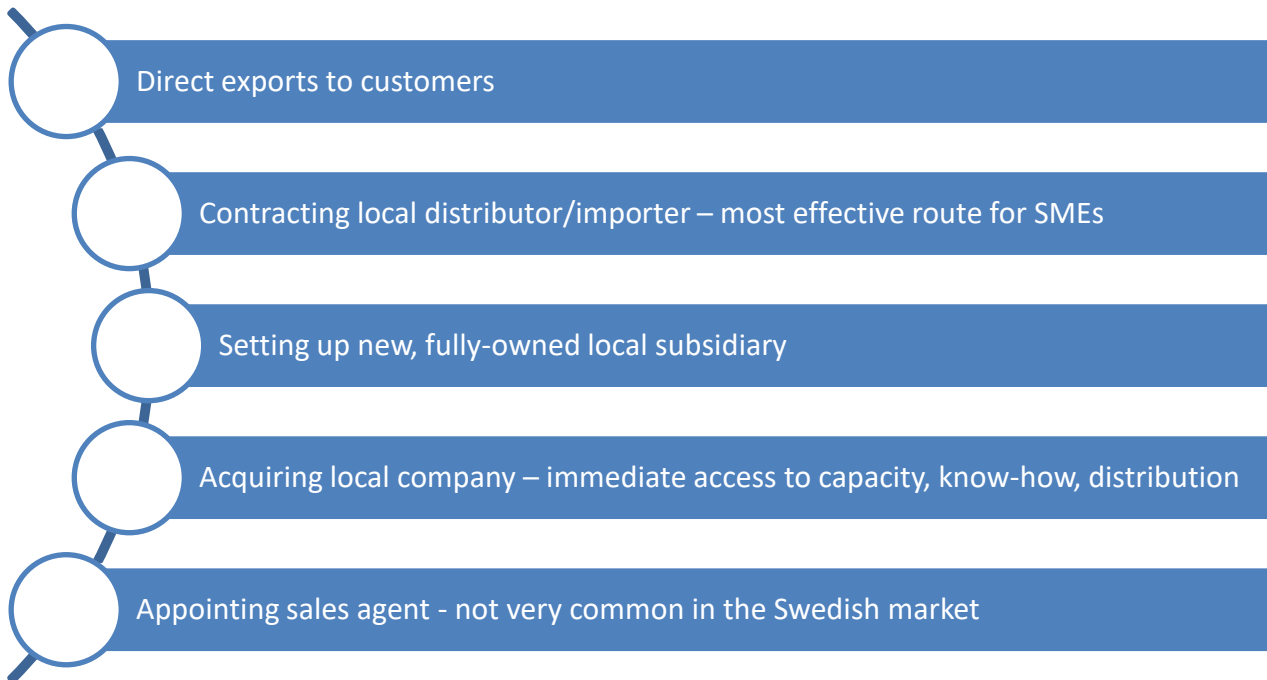 Direct exports to customers
Contracting local distributor/importer – most effective route for SMEs
Setting up new, fully-owned local subsidiary
Acquiring local company – immediate access to capacity, know-how, distribution
Appointing sales agent - not very common in the Swedish market